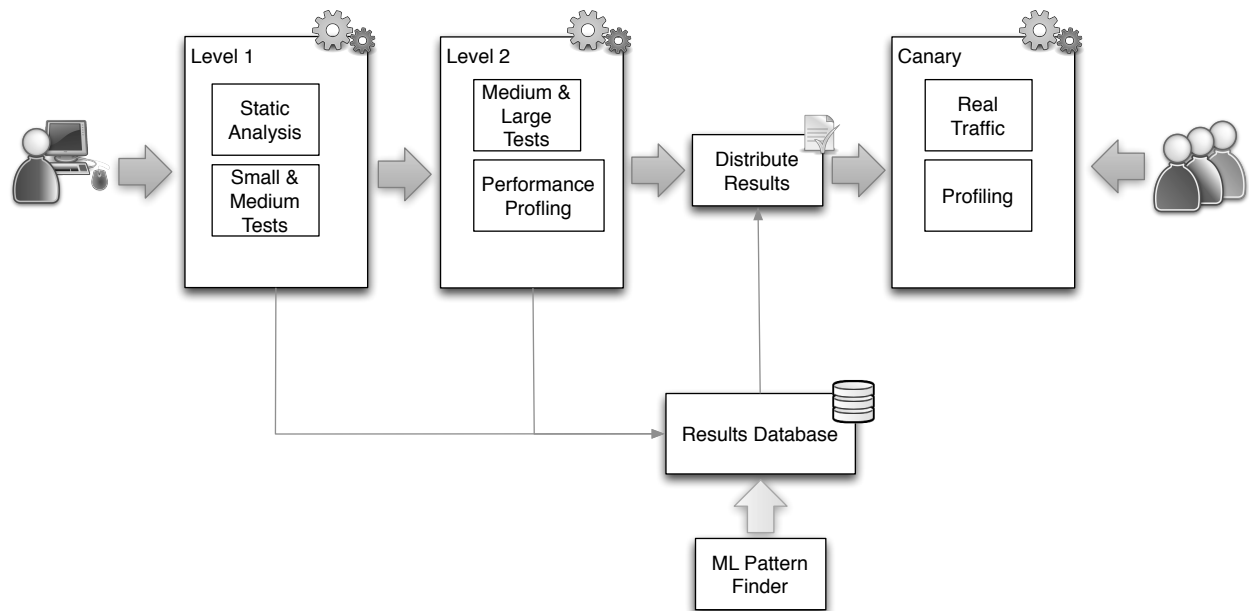 Level 1
Static
Analysis
Small &
Medium
Tests
Level 2
Medium &
Large
Tests
Performance
Profling
Distribute
Results
Canary
Real
Traffic
Profiling
Results Database
ML Pattern
Finder